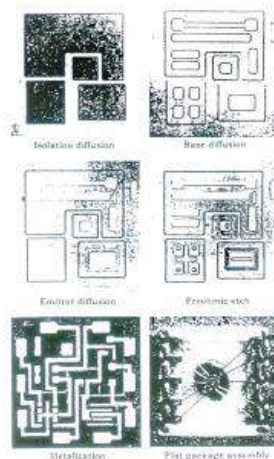 Isolation diffusion
Base diffusion
Emitter diffusion
Preohmic etch
Metalization
Flat package assembly